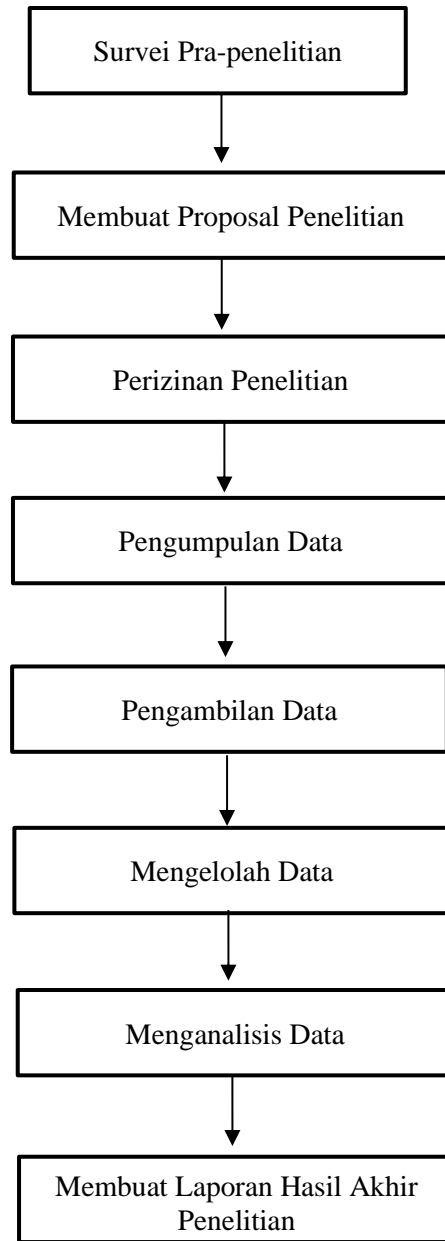 Survei Pra-penelitian
Membuat Proposal Penelitian
Perizinan Penelitian
Pengumpulan Data
Pengambilan Data
Mengelolah Data
Menganalisis Data
Membuat Laporan Hasil Akhir
Penelitian